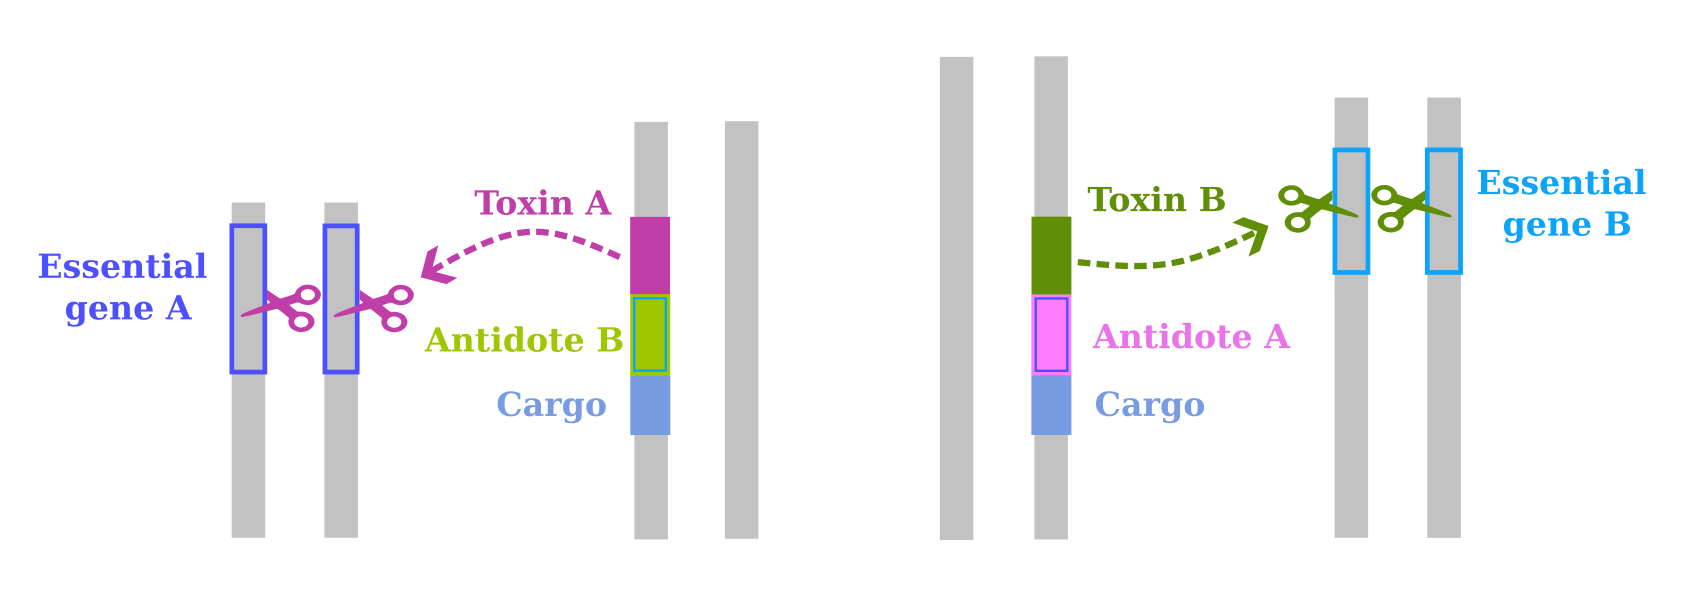 Essential
gene A
Toxin A
Antidote B
Cargo
Toxin B
Antidote A
Cargo
Essential
gene B